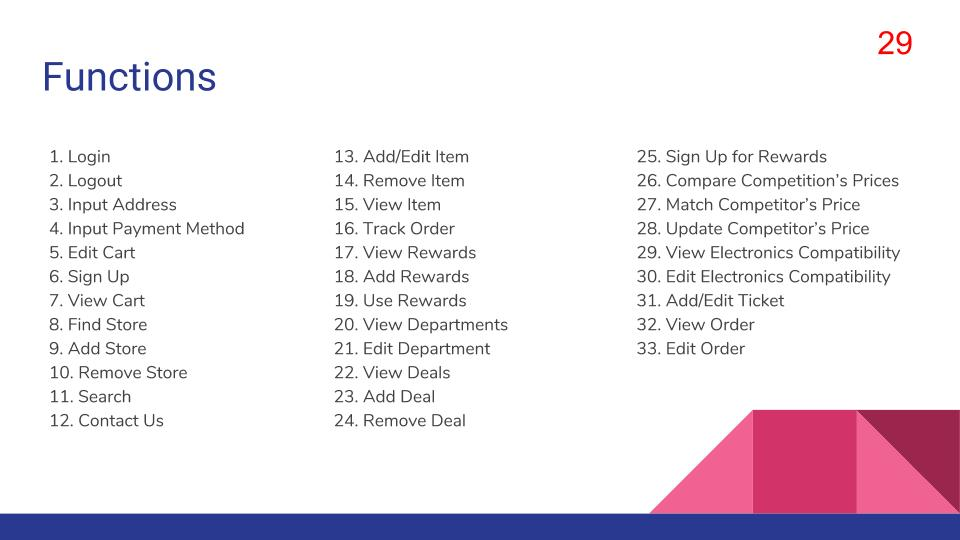 29
Functions
1. Login
2. Logout
3. Input Address
4. Input Payment Method
5. Edit Cart
6. Sign Up
7. View Cart
8. Find Store
9. Add Store
10. Remove Store
11. Search
12. Contact Us
13. Add/Edit Item
14. Remove Item
15. View Item
16. Track Order
17. View Rewards
18. Add Rewards
19. Use Rewards
20. View Departments
21. Edit Department
22. View Deals
23. Add Deal
24. Remove Deal
25. Sign Up for Rewards
26. Compare Competition’s Prices
27. Match Competitor’s Price
28. Update Competitor’s Price
29. View Electronics Compatibility
30. Edit Electronics Compatibility
31. Add/Edit Ticket
32. View Order
33. Edit Order